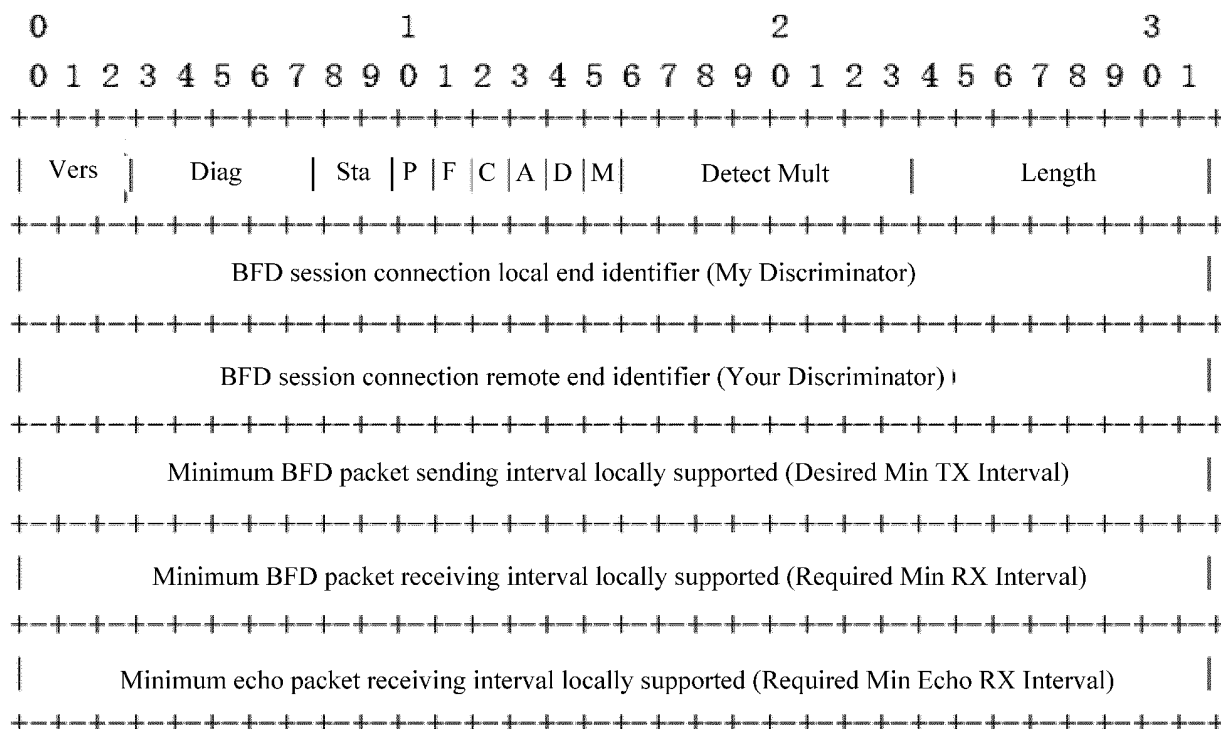 0 1 2 3
0 1 2 3 4 5 6 7 8 9 0 1 2 3 4 5 6 7 8 9 0 1 2 3 4 5 6 7 8 9 0 1
+-+-+-+-+-+-+-+-+-+-+-+-+-+-+-+-+-+-+-+-+-+-+-+-+-+-+-+-+-+-+-+-+
| Vers | Diag | Sta |P|F|C|A|D|M| Detect Mult | Length |
+-+-+-+-+-+-+-+-+-+-+-+-+-+-+-+-+-+-+-+-+-+-+-+-+-+-+-+-+-+-+-+-+
| BFD session connection local end identifier (My Discriminator) |
+-+-+-+-+-+-+-+-+-+-+-+-+-+-+-+-+-+-+-+-+-+-+-+-+-+-+-+-+-+-+-+-+
| BFD session connection remote end identifier (Your Discriminator) |
+-+-+-+-+-+-+-+-+-+-+-+-+-+-+-+-+-+-+-+-+-+-+-+-+-+-+-+-+-+-+-+-+
| Minimum BFD packet sending interval locally supported (Desired Min TX Interval) |
+-+-+-+-+-+-+-+-+-+-+-+-+-+-+-+-+-+-+-+-+-+-+-+-+-+-+-+-+-+-+-+-+
| Minimum BFD packet receiving interval locally supported (Required Min RX Interval) |
+-+-+-+-+-+-+-+-+-+-+-+-+-+-+-+-+-+-+-+-+-+-+-+-+-+-+-+-+-+-+-+-+
| Minimum echo packet receiving interval locally supported (Required Min Echo RX Interval) |
+-+-+-+-+-+-+-+-+-+-+-+-+-+-+-+-+-+-+-+-+-+-+-+-+-+-+-+-+-+-+-+-+